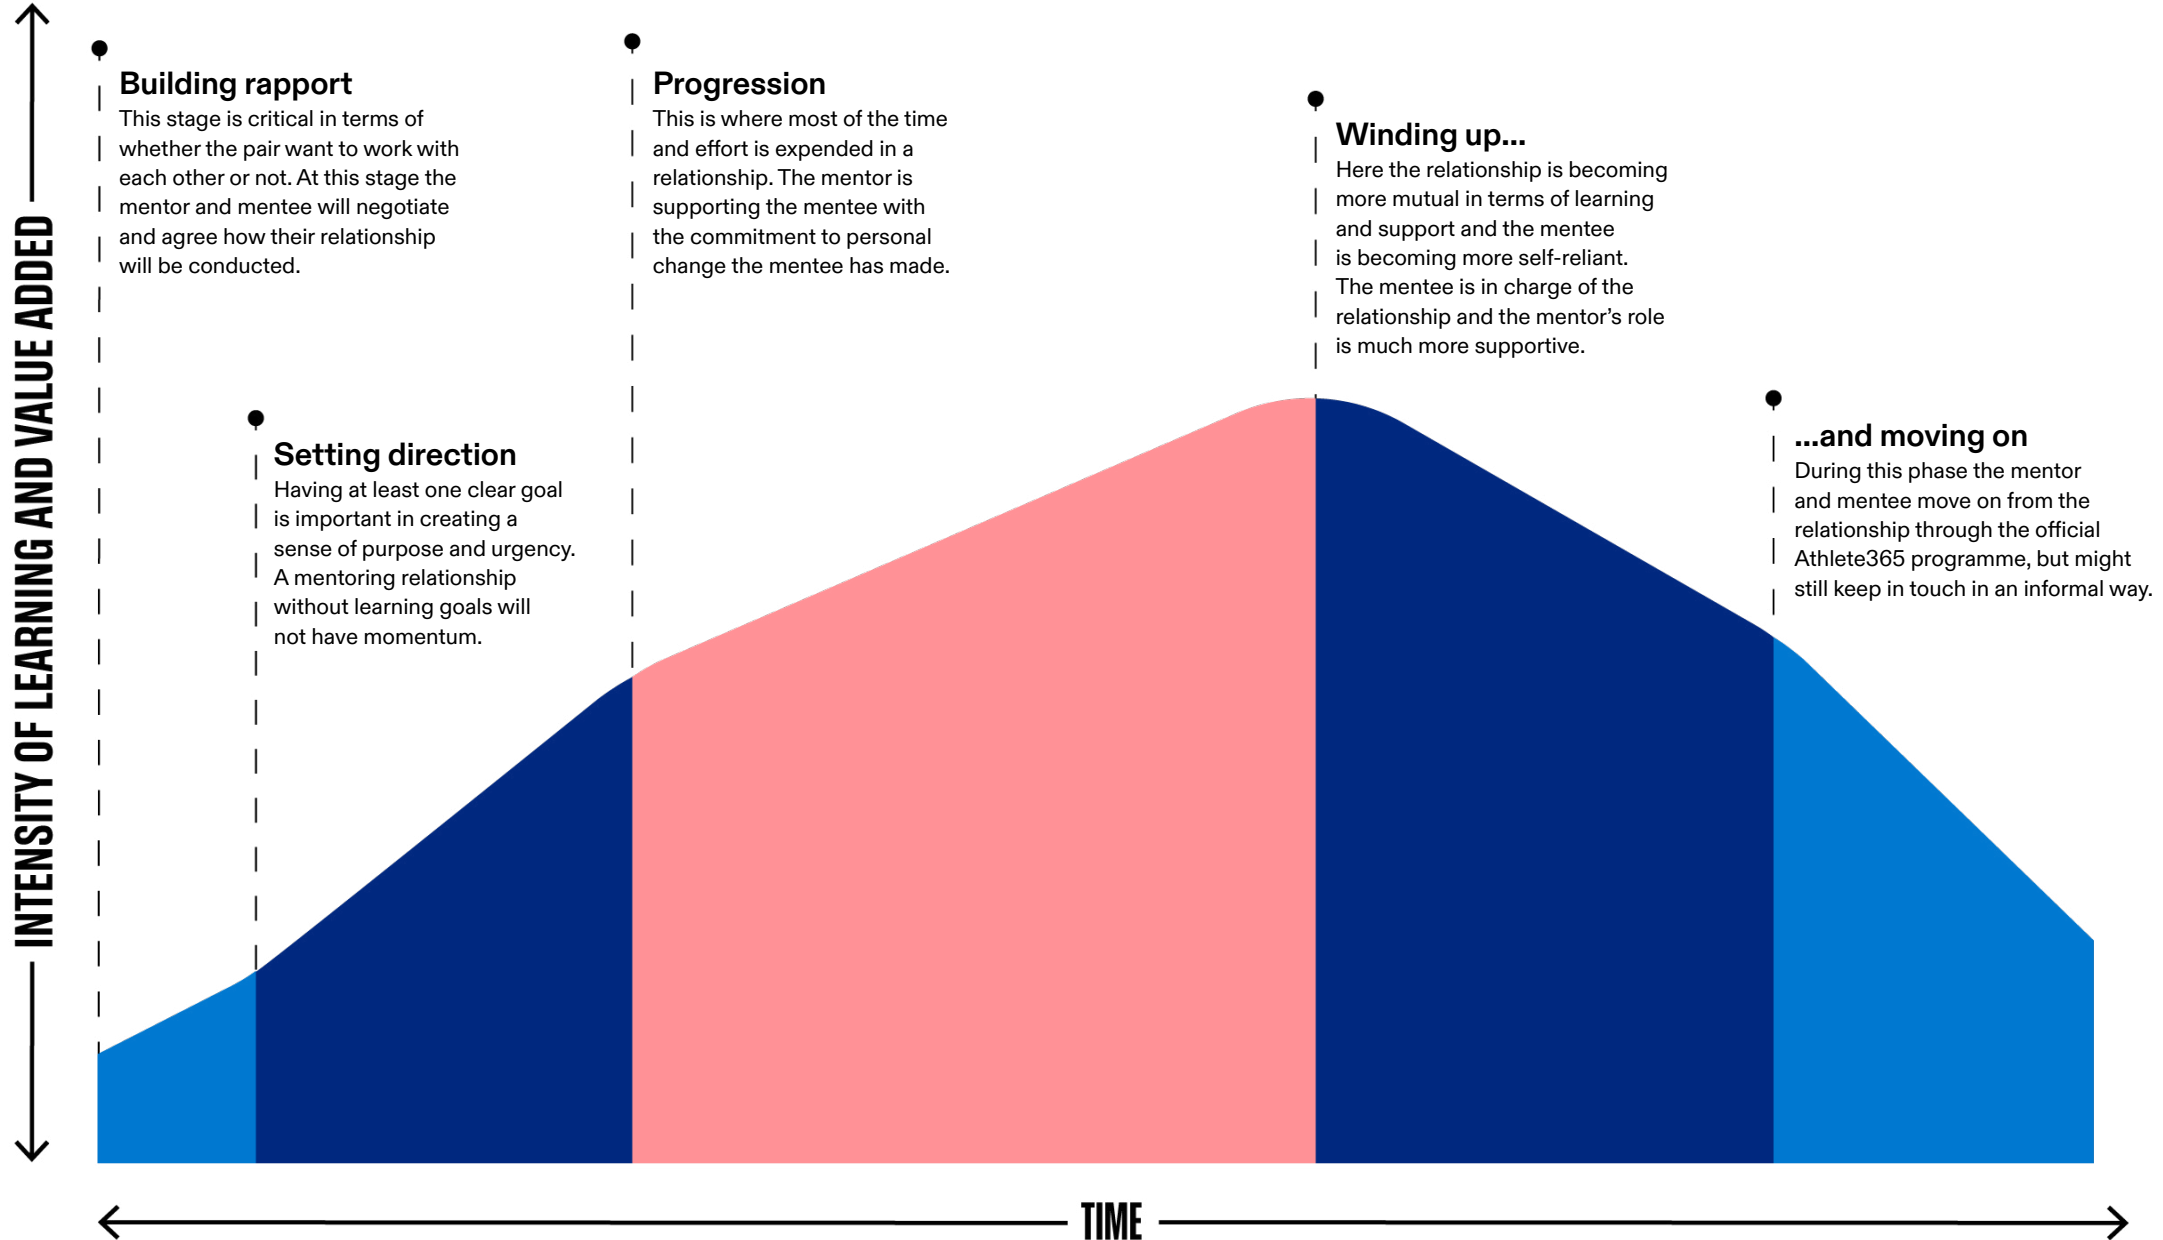 INTENSITY OF LEARNING AND VALUE ADDED
Building rapport
This stage is critical in terms of
whether the pair want to work with
each other or not. At this stage the
mentor and mentee will negotiate
and agree how their relationship
will be conducted.
Setting direction
Having at least one clear goal
is important in creating a
sense of purpose and urgency.
A mentoring relationship
without learning goals will
not have momentum.
Progression
This is where most of the time
and effort is expended in a
relationship. The mentor is
supporting the mentee with
the commitment to personal
change the mentee has made.
Winding up...
Here the relationship is becoming
more mutual in terms of learning
and support and the mentee
is becoming more self-reliant.
The mentee is in charge of the
relationship and the mentor’s role
is much more supportive.
...and moving on
During this phase the mentor
and mentee move on from the
relationship through the official
Athlete365 programme, but might
still keep in touch in an informal way.
TIME